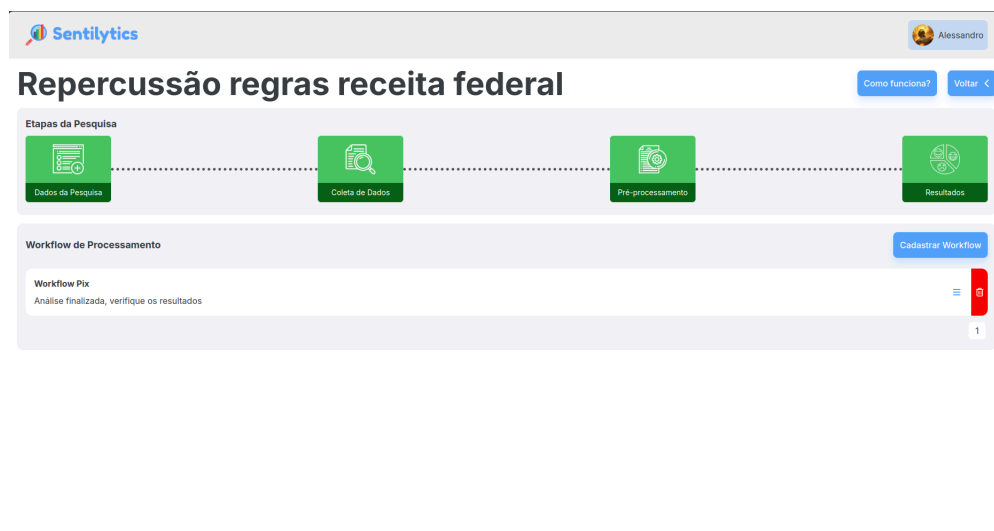 Sentilytics
Alessandro
Repercussão regras receita federal
Como funciona?
Voltar
Etapas da Pesquisa
Dados da Pesquisa
Coleta de Dados
Pré-processamento
Resultados
Workflow de Processamento
Cadastrar Workflow
Workflow Pix
Análise finalizada, verifique os resultados
1